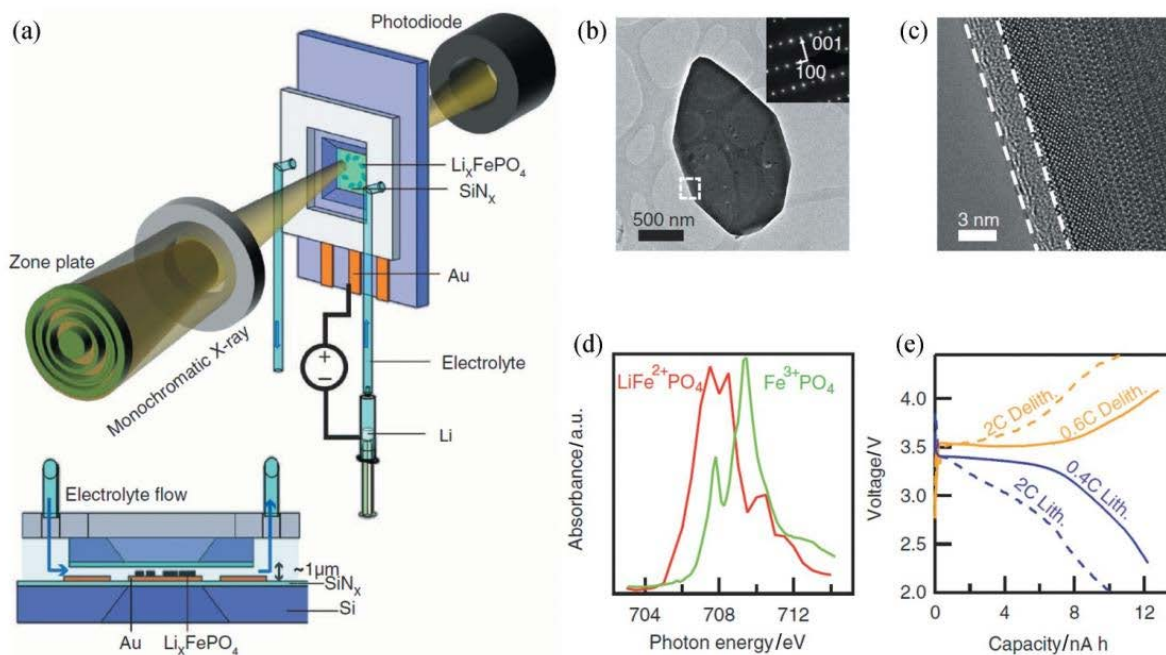 (a)
Photodiode
LiₓFePO₄
SiNₓ
Zone plate
Au
Monochromatic X-ray
Electrolyte
Li
Electrolyte flow
~1μm
SiNₓ
Si
Au
LiₓFePO₄
(b)
001
100
500 nm
(c)
3 nm
(d)
LiFe²⁺PO₄
Fe³⁺PO₄
Absorbance/a.u.
704
708
712
Photon energy/eV
(e)
2C Delith.
0.6C Delith.
0.4C Lith.
2C Lith.
Voltage/V
4.0
3.5
3.0
2.5
2.0
0
4
8
12
Capacity/nA h